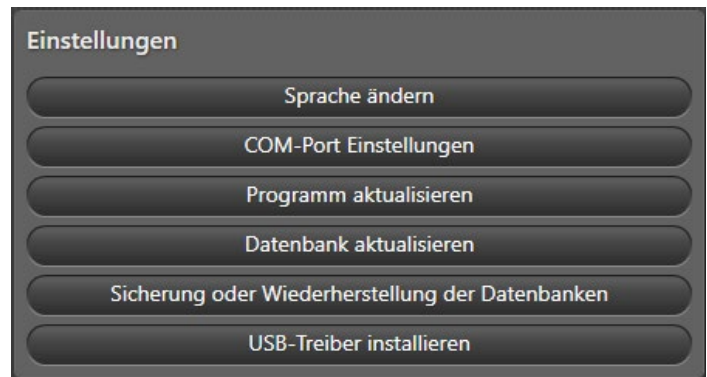 Einstellungen
Sprache ändern
COM-Port Einstellungen
Programm aktualisieren
Datenbank aktualisieren
Sicherung oder Wiederherstellung der Datenbanken
USB-Treiber installieren